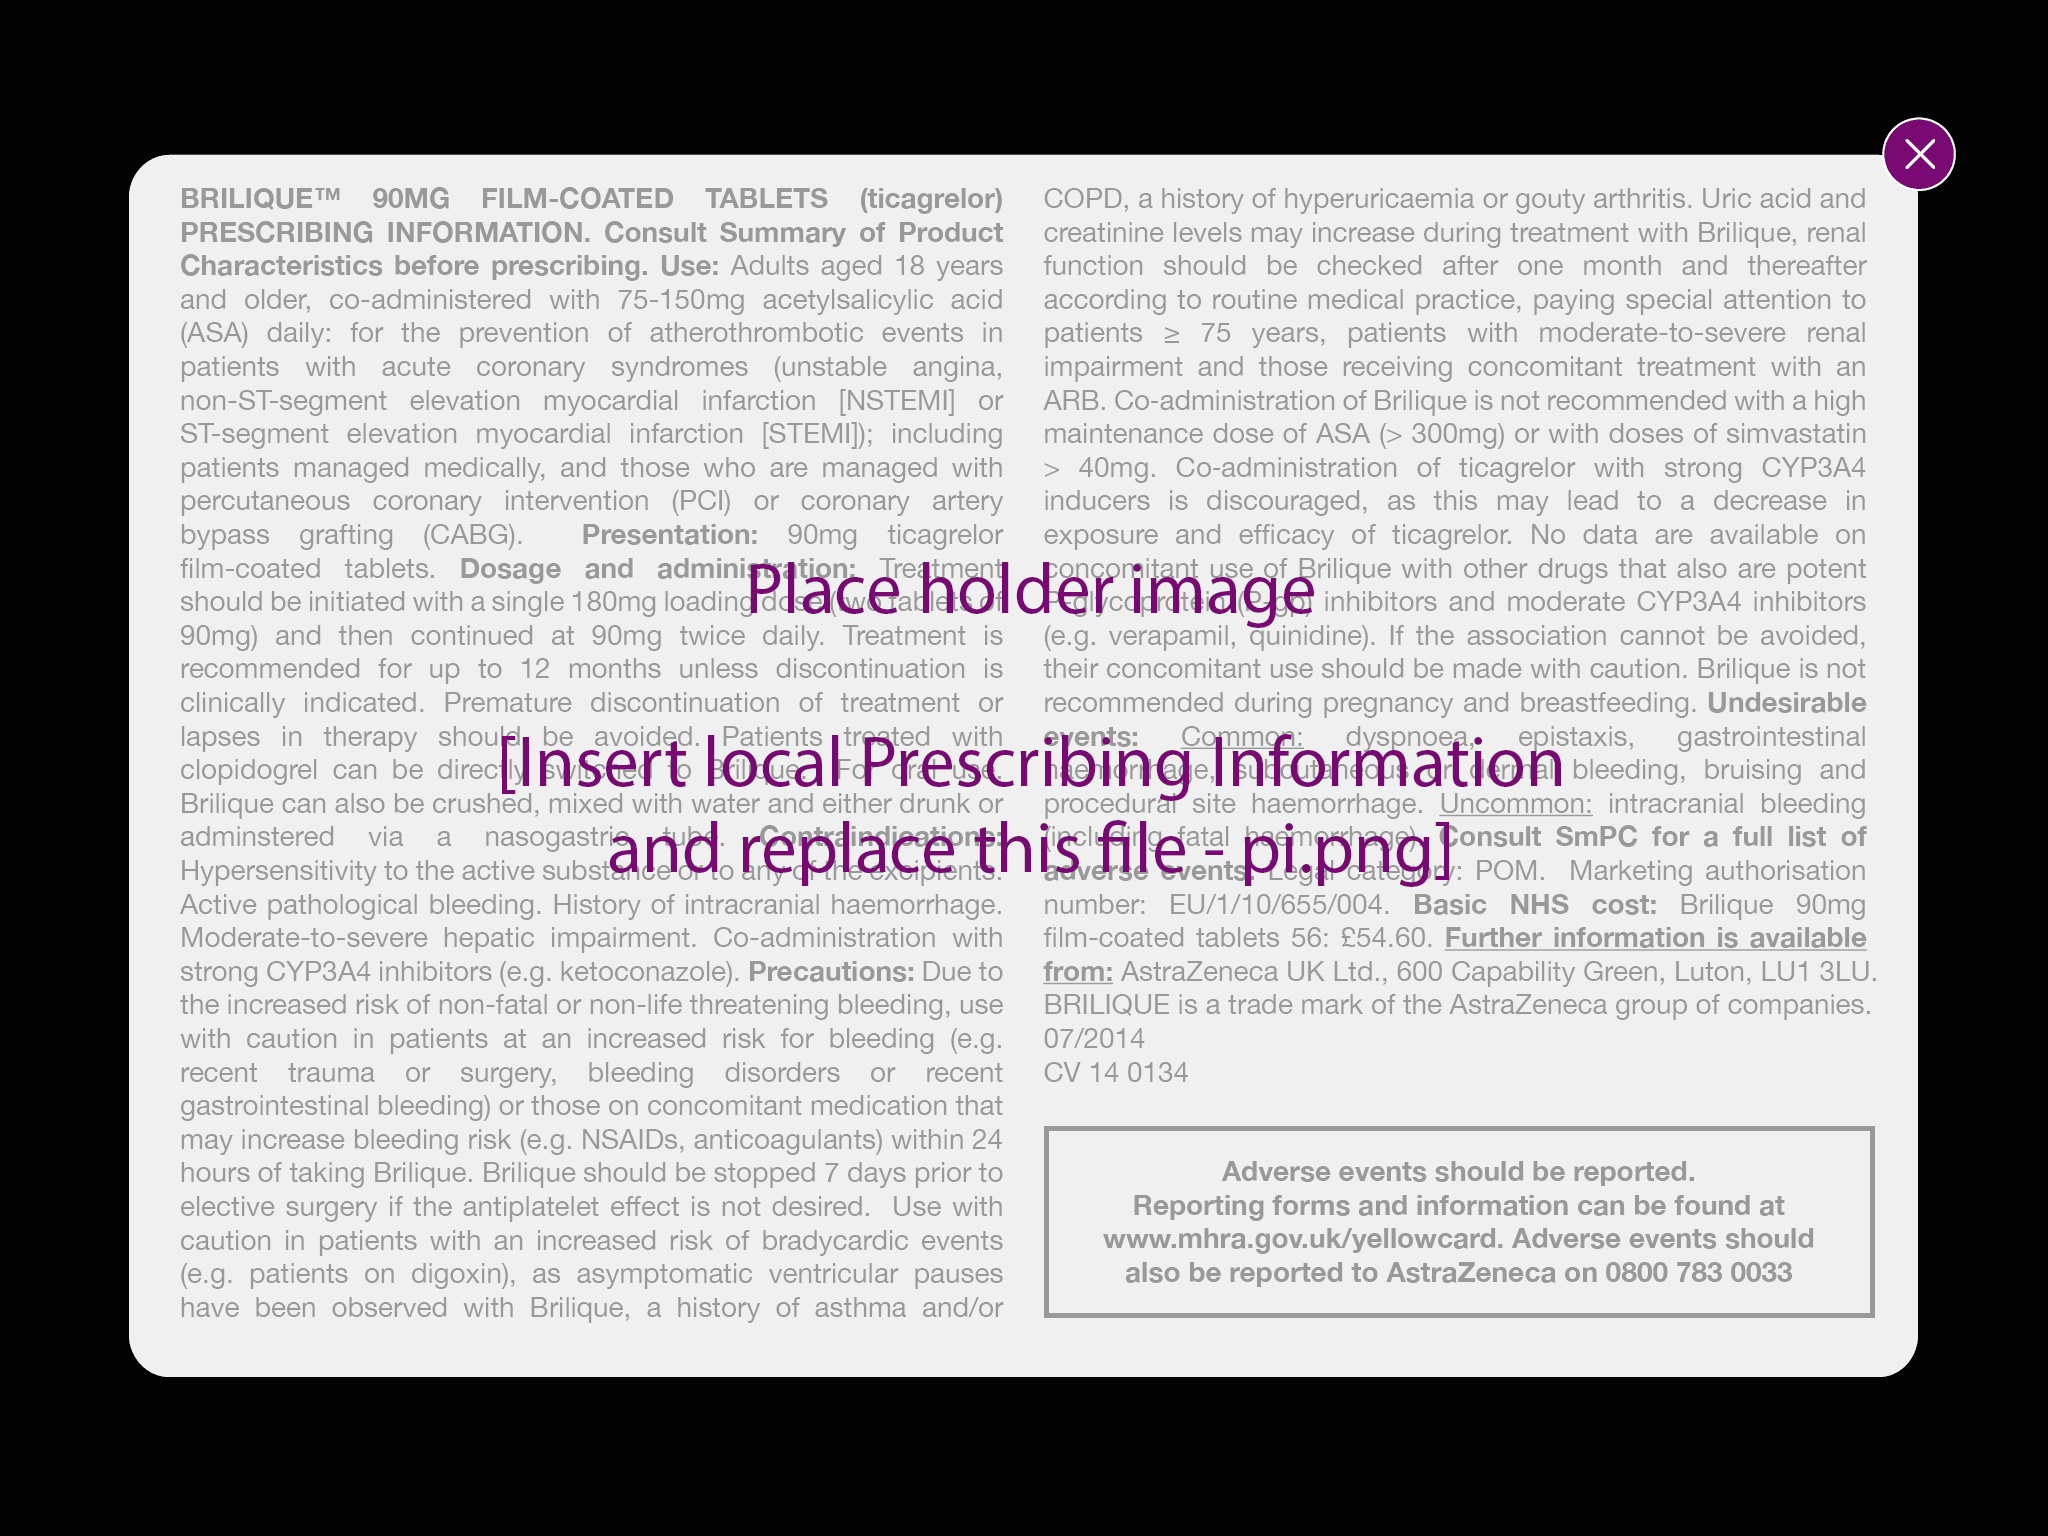 BRILIQUE™ 90MG FILM-COATED TABLETS (ticagrelor)
PRESCRIBING INFORMATION. Consult Summary of Product
Characteristics before prescribing. Use: Adults aged 18 years
and older, co-administered with 75-150mg acetylsalicylic acid
(ASA) daily: for the prevention of atherothrombotic events in
patients with acute coronary syndromes (unstable angina,
non-ST-segment elevation myocardial infarction [NSTEMI] or
ST-segment elevation myocardial infarction [STEMI]); including
patients managed medically, and those who are managed with
percutaneous coronary intervention (PCI) or coronary artery
bypass grafting (CABG). Presentation: 90mg ticagrelor
film-coated tablets. Dosage and administration: Treatment
should be initiated with a single 180mg loading dose (two tablets of
90mg) and then continued at 90mg twice daily. Treatment is
recommended for up to 12 months unless discontinuation is
clinically indicated. Premature discontinuation of treatment or
lapses in therapy should be avoided. Patients treated with
clopidogrel can be directly switched to Brilique. For oral use.
Brilique can also be crushed, mixed with water and either drunk or
adminstered via a nasogastric tube. Contraindications:
Hypersensitivity to the active substance or to any of the excipients.
Active pathological bleeding. History of intracranial haemorrhage.
Moderate-to-severe hepatic impairment. Co-administration with
strong CYP3A4 inhibitors (e.g. ketoconazole). Precautions: Due to
the increased risk of non-fatal or non-life threatening bleeding, use
with caution in patients at an increased risk for bleeding (e.g.
recent trauma or surgery, bleeding disorders or recent
gastrointestinal bleeding) or those on concomitant medication that
may increase bleeding risk (e.g. NSAIDs, anticoagulants) within 24
hours of taking Brilique. Brilique should be stopped 7 days prior to
elective surgery if the antiplatelet effect is not desired. Use with
caution in patients with an increased risk of bradycardic events
(e.g. patients on digoxin), as asymptomatic ventricular pauses
have been observed with Brilique, a history of asthma and/or
COPD, a history of hyperuricaemia or gouty arthritis. Uric acid and
creatinine levels may increase during treatment with Brilique, renal
function should be checked after one month and thereafter
according to routine medical practice, paying special attention to
patients ≥ 75 years, patients with moderate-to-severe renal
impairment and those receiving concomitant treatment with an
ARB. Co-administration of Brilique is not recommended with a high
maintenance dose of ASA (> 300mg) or with doses of simvastatin
> 40mg. Co-administration of ticagrelor with strong CYP3A4
inducers is discouraged, as this may lead to a decrease in
exposure and efficacy of ticagrelor. No data are available on
concomitant use of Brilique with other drugs that also are potent
P-glycoprotein (P-gp) inhibitors and moderate CYP3A4 inhibitors
(e.g. verapamil, quinidine). If the association cannot be avoided,
their concomitant use should be made with caution. Brilique is not
recommended during pregnancy and breastfeeding. Undesirable
events: Common: dyspnoea, epistaxis, gastrointestinal
haemorrhage, subcutaneous or dermal bleeding, bruising and
procedural site haemorrhage. Uncommon: intracranial bleeding
(including fatal haemorrhage). Consult SmPC for a full list of
adverse events. Legal category: POM. Marketing authorisation
number: EU/1/10/655/004. Basic NHS cost: Brilique 90mg
film-coated tablets 56: £54.60. Further information is available
from: AstraZeneca UK Ltd., 600 Capability Green, Luton, LU1 3LU.
BRILIQUE is a trade mark of the AstraZeneca group of companies.
07/2014
CV 14 0134
Adverse events should be reported.
Reporting forms and information can be found at
www.mhra.gov.uk/yellowcard. Adverse events should
also be reported to AstraZeneca on 0800 783 0033
Place holder image
[Insert local Prescribing Information
and replace this file - pi.png]